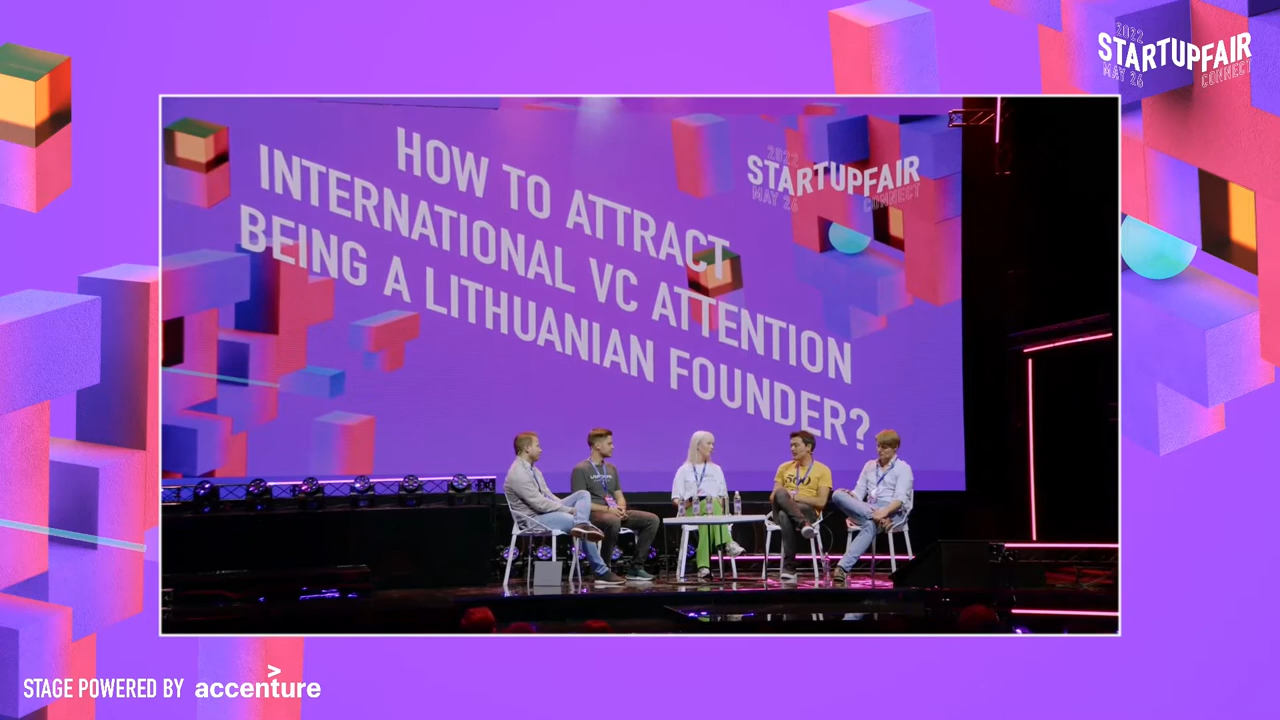 2022
STARTUPFAIR
MAY 26
CONNECT
HOW TO ATTRACT
INTERNATIONAL VC ATTENTION
BEING A LITHUANIAN FOUNDER?
2022
STARTUPFAIR
MAY 26
CONNECT
500
STAGE POWERED BY accenture